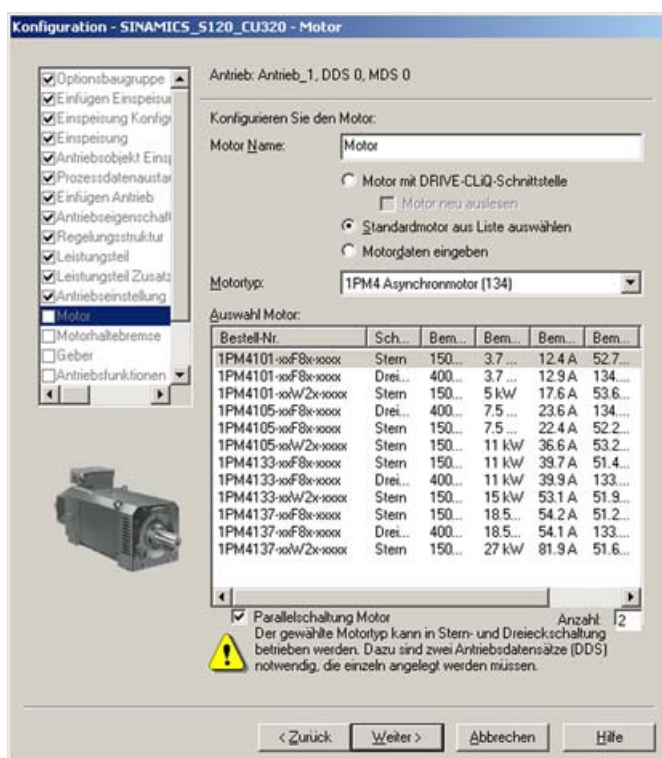 Konfiguration - SINAMICS_S120_CU320 - Motor
Optionsbaugruppe
Einfügen Einspeisu
Einspeisung Konfigu
Einspeisung
Antriebsobjekt Eins
Prozessdatenaustau
Einfügen Antrieb
Antriebseigenschaft
Regelungsstruktur
Leistungsteil
Leistungsteil Zusatz
Antriebseinstellung
Motor
Motorhaltebremse
Geber
Antriebsfunktionen
Antrieb: Antrieb_1, DDS 0, MDS 0
Konfigurieren Sie den Motor:
Motor Name: Motor
Motor mit DRIVE-CLiQ-Schnittstelle
Motor neu auslesen
Standardmotor aus Liste auswählen
Motordaten eingeben
Motortyp: 1PM4 Asynchronmotor (134)
Auswahl Motor:
Bestell-Nr. Sch... Bem... Bem... Bem... Bem...
1PM4101-xxF8x-xxxx Stern 150... 3.7 ... 12.4 A 52.7...
1PM4101-xxF8x-xxxx Drei... 400... 3.7 ... 12.9 A 134....
1PM4101-xxW2x-xxxx Stern 150... 5 kW 17.6 A 53.6...
1PM4105-xxF8x-xxxx Drei... 400... 7.5 ... 23.6 A 134....
1PM4105-xxF8x-xxxx Stern 150... 7.5 ... 22.4 A 52.2...
1PM4105-xxW2x-xxxx Stern 150... 11 kW 36.6 A 53.2...
1PM4133-xxF8x-xxxx Stern 150... 11 kW 39.7 A 51.4...
1PM4133-xxF8x-xxxx Drei... 400... 11 kW 39.9 A 133....
1PM4133-xxW2x-xxxx Stern 150... 15 kW 53.1 A 51.9...
1PM4137-xxF8x-xxxx Stern 150... 18.5... 54.2 A 51.2...
1PM4137-xxF8x-xxxx Drei... 400... 18.5... 54.1 A 133....
1PM4137-xxW2x-xxxx Stern 150... 27 kW 81.9 A 51.6...
Parallelschaltung Motor Anzahl: 2
Der gewählte Motortyp kann in Stern- und Dreieckschaltung
betrieben werden. Dazu sind zwei Antriebsdatensätze (DDS)
notwendig, die einzeln angelegt werden müssen.
< Zurück Weiter > Abbrechen Hilfe